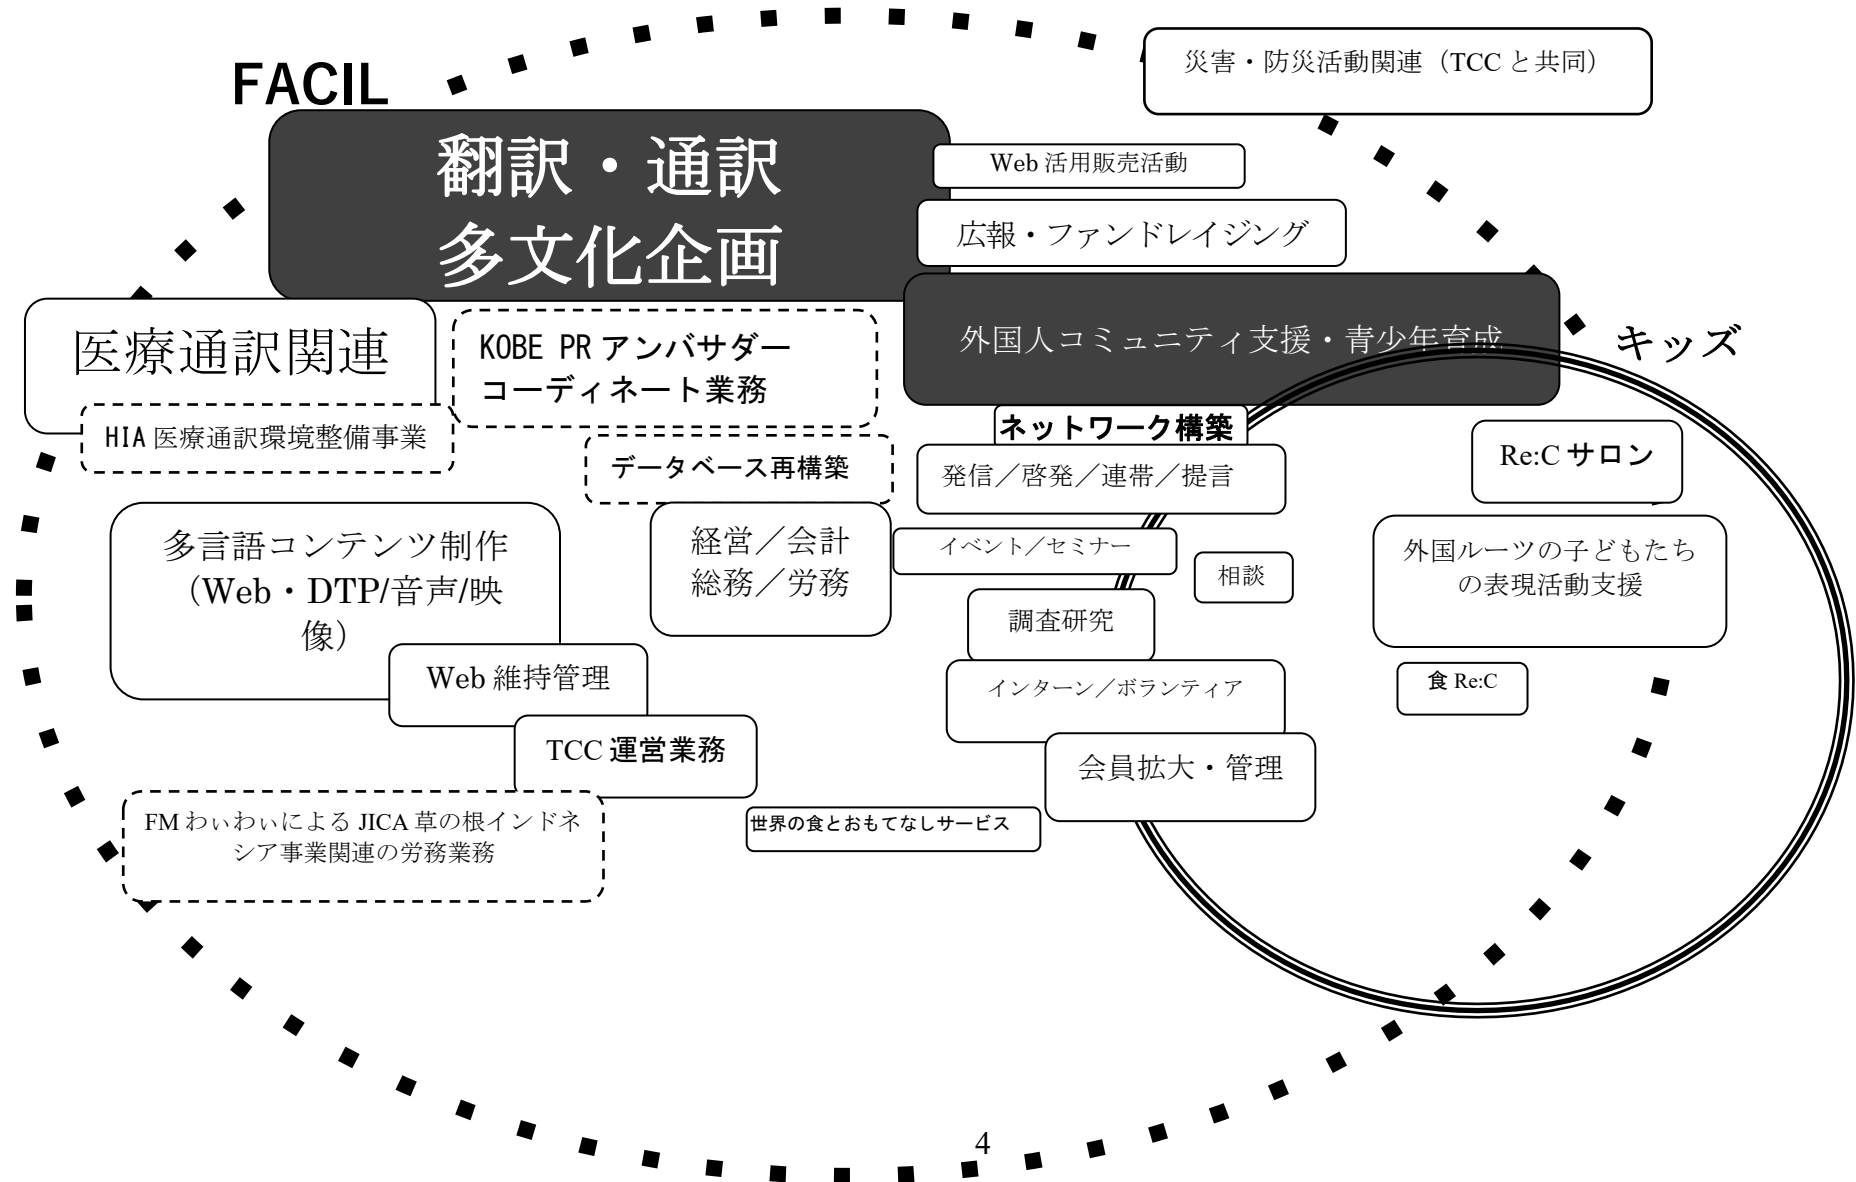 FACIL
災害・防災活動関連（TCC と共同）
翻訳・通訳
多文化企画
Web 活用販売活動
広報・ファンドレイジング
外国人コミュニティ支援・青少年育成
キッズ
医療通訳関連
KOBE PR アンバサダー
コーディネート業務
HIA 医療通訳環境整備事業
データベース再構築
ネットワーク構築
発信／啓発／連帯／提言
Re:C サロン
多言語コンテンツ制作
（Web・DTP/音声/映
像）
経営／会計
総務／労務
イベント／セミナー
相談
外国ルーツの子どもたち
の表現活動支援
調査研究
Web 維持管理
インターン／ボランティア
食 Re:C
TCC 運営業務
会員拡大・管理
FM わぃわぃによる JICA 草の根インドネ
シア事業関連の労務業務
世界の食とおもてなしサービス
4